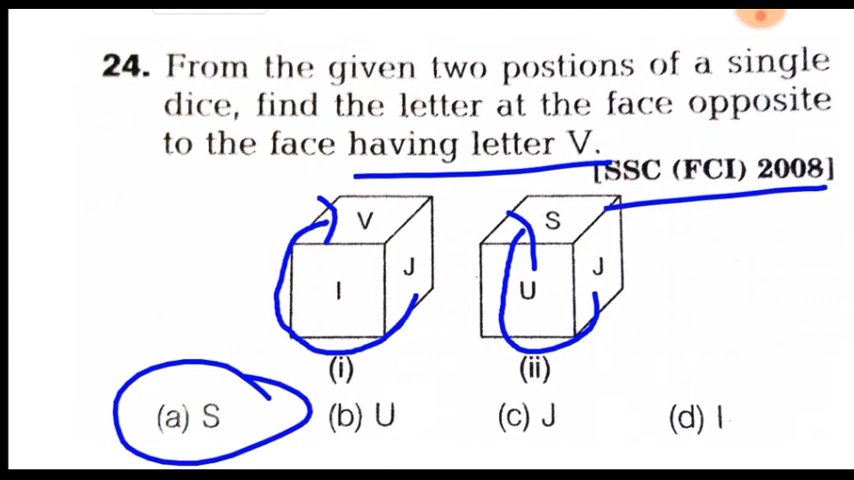 24. From the given two postions of a single
dice, find the letter at the face opposite
to the face having letter V.
[SSC (FCI) 2008]
V
I
J
S
U
J
(i)
(ii)
(a) S
(b) U
(c) J
(d) I